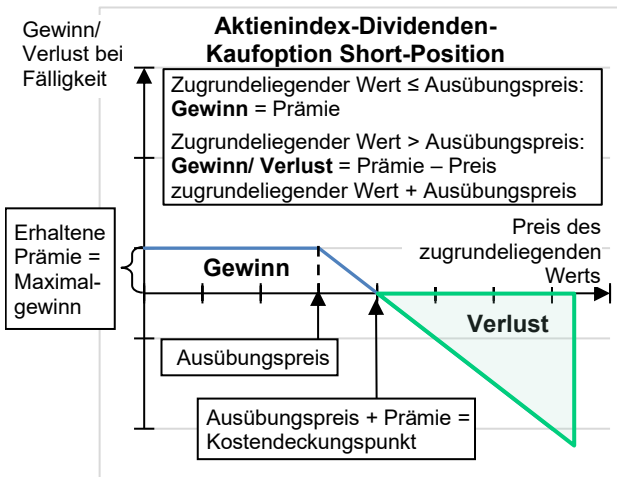 Gewinn/
Verlust bei
Fälligkeit
Aktienindex-Dividenden-
Kaufoption Short-Position
Zugrundeliegender Wert ≤ Ausübungspreis:
Gewinn = Prämie
Zugrundeliegender Wert > Ausübungspreis:
Gewinn/ Verlust = Prämie – Preis
zugrundeliegender Wert + Ausübungspreis
Erhaltene
Prämie =
Maximal-
gewinn
Gewinn
Preis des
zugrundeliegenden
Werts
Verlust
Ausübungspreis
Ausübungspreis + Prämie =
Kostendeckungspunkt